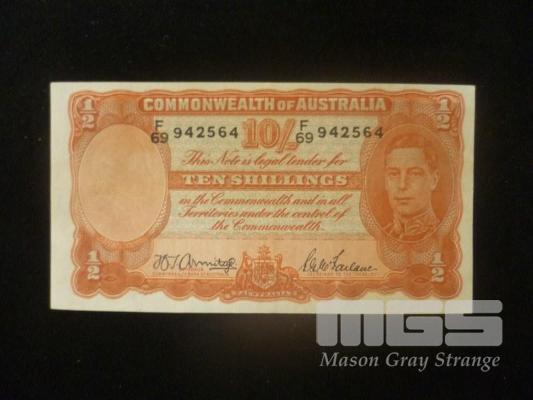 COMMONWEALTH OF AUSTRALIA
1/2 1/2
F/69 942564 10/- F/69 942564
This Note is legal tender for
TEN SHILLINGS
in the Commonwealth and in all
Territories under the control of
the Commonwealth.
H.T. Armitage S.G. McFarlane
AUSTRALIA
1/2 1/2
MGS
Mason Gray Strange